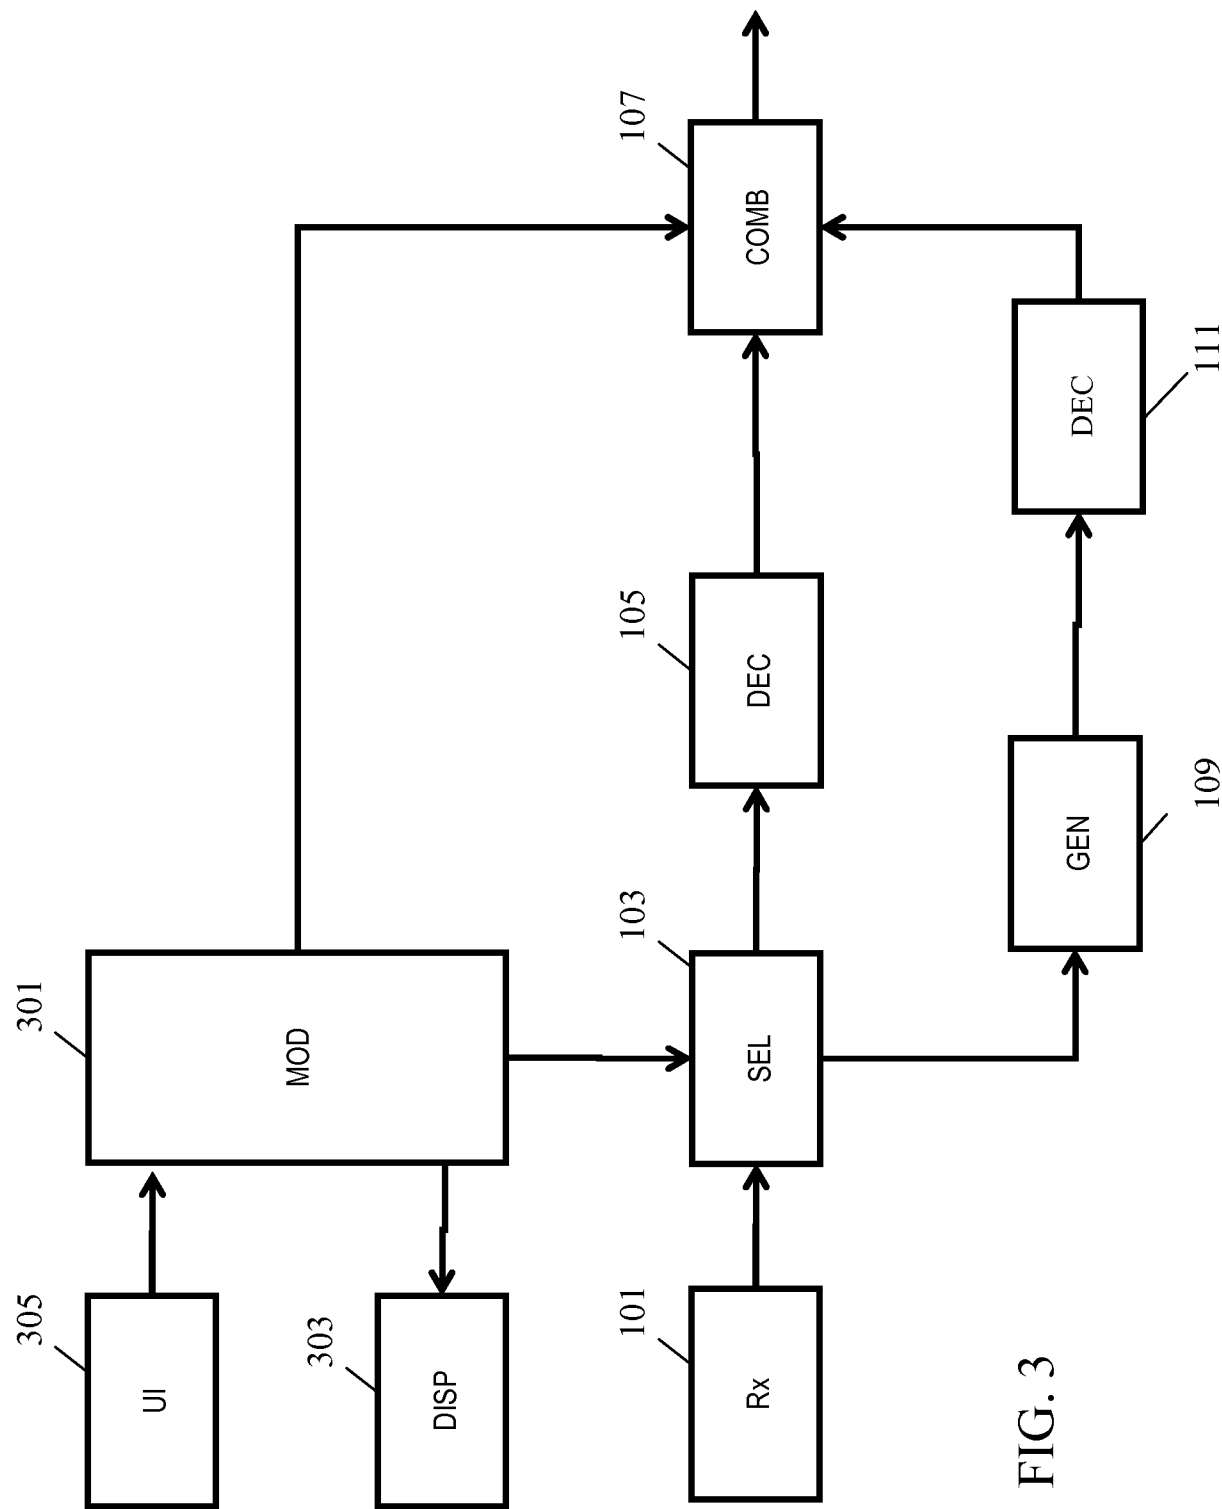 305
UI
301
MOD
303
DISP
101
Rx
103
SEL
105
DEC
107
COMB
109
GEN
111
DEC
FIG. 3